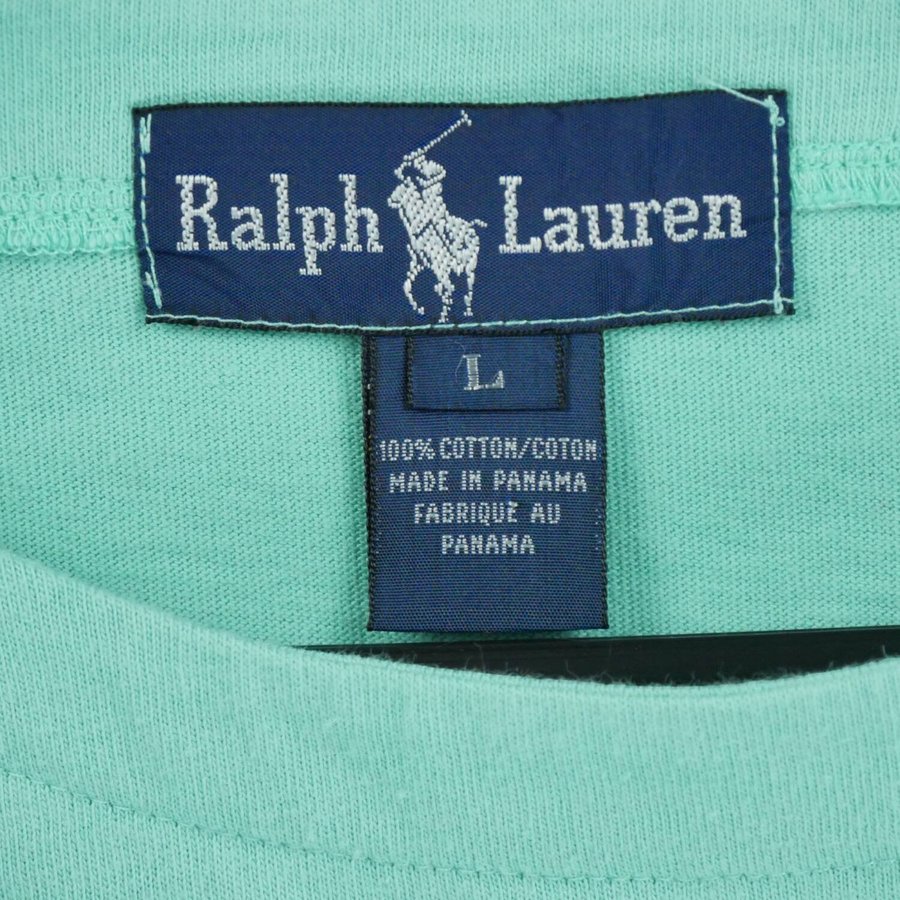 Ralph Lauren
L
100% COTTON/COTON
MADE IN PANAMA
FABRIQUE AU
PANAMA